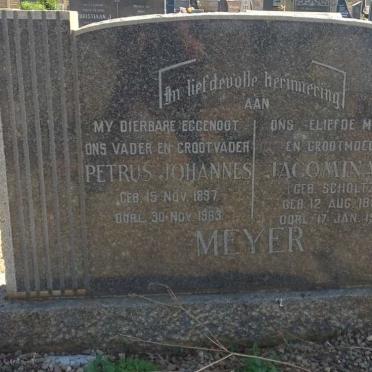 In liefdevolle herinnering
AAN
MY DIERBARE EGGENOOT
ONS VADER EN GROOTVADER
PETRUS JOHANNES
GEB. 15 NOV. 1897
OORL. 30 NOV. 1963
ONS GELIEFDE
EN GROOTMOE
JACOMINA
(GEB. SCHOLTZ
GEB. 12 AUG.
OORL. 17 JAN.
MEYER